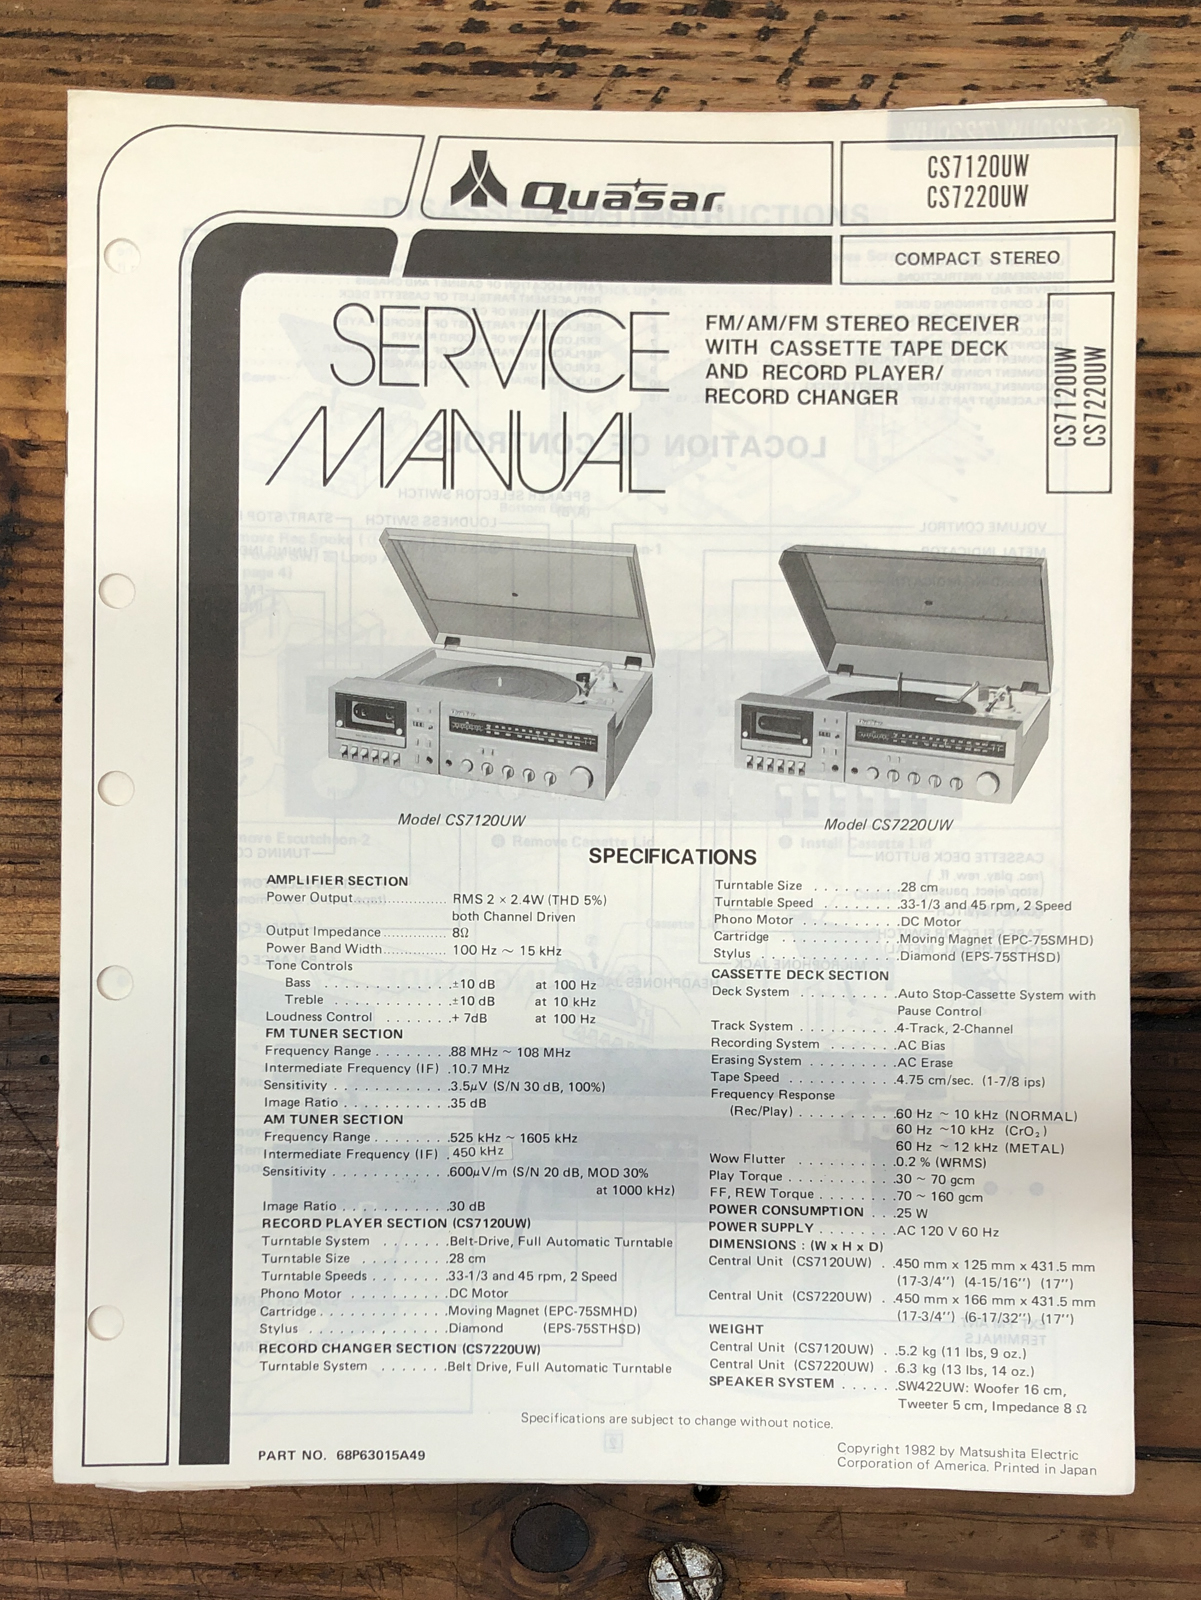 Quasar
CS7120UW
CS7220UW
COMPACT STEREO
SERVICE
MANUAL
FM/AM/FM STEREO RECEIVER
WITH CASSETTE TAPE DECK
AND RECORD PLAYER/
RECORD CHANGER
CS7120UW
CS7220UW
Model CS7120UW
Model CS7220UW
SPECIFICATIONS
AMPLIFIER SECTION
Power Output.................. RMS 2 × 2.4W (THD 5%)
both Channel Driven
Output Impedance............. 8Ω
Power Band Width............. 100 Hz ~ 15 kHz
Tone Controls
Bass . . . . . . . . . . . . .±10 dB at 100 Hz
Treble . . . . . . . . . . . .±10 dB at 10 kHz
Loudness Control . . . . . . .+ 7dB at 100 Hz
FM TUNER SECTION
Frequency Range . . . . . . . .88 MHz ~ 108 MHz
Intermediate Frequency (IF) .10.7 MHz
Sensitivity . . . . . . . . . . . .3.5μV (S/N 30 dB, 100%)
Image Ratio . . . . . . . . . . .35 dB
AM TUNER SECTION
Frequency Range . . . . . . . .525 kHz ~ 1605 kHz
Intermediate Frequency (IF) .450 kHz
Sensitivity . . . . . . . . . . . .600μV/m (S/N 20 dB, MOD 30%
at 1000 kHz)
Image Ratio . . . . . . . . . . .30 dB
RECORD PLAYER SECTION (CS7120UW)
Turntable System . . . . . . .Belt-Drive, Full Automatic Turntable
Turntable Size . . . . . . . . .28 cm
Turntable Speeds . . . . . . . .33-1/3 and 45 rpm, 2 Speed
Phono Motor . . . . . . . . . .DC Motor
Cartridge . . . . . . . . . . . . .Moving Magnet (EPC-75SMHD)
Stylus . . . . . . . . . . . . .Diamond (EPS-75STHSD)
RECORD CHANGER SECTION (CS7220UW)
Turntable System . . . . . . .Belt Drive, Full Automatic Turntable
Turntable Size . . . . . . . . .28 cm
Turntable Speed . . . . . . . .33-1/3 and 45 rpm, 2 Speed
Phono Motor . . . . . . . . . .DC Motor
Cartridge . . . . . . . . . . . .Moving Magnet (EPC-75SMHD)
Stylus . . . . . . . . . . . . .Diamond (EPS-75STHSD)
CASSETTE DECK SECTION
Deck System . . . . . . . . . .Auto Stop-Cassette System with
Pause Control
Track System . . . . . . . . . .4-Track, 2-Channel
Recording System . . . . . . .AC Bias
Erasing System . . . . . . . . .AC Erase
Tape Speed . . . . . . . . . . .4.75 cm/sec. (1-7/8 ips)
Frequency Response
(Rec/Play) . . . . . . . . . . .60 Hz ~ 10 kHz (NORMAL)
60 Hz ~10 kHz (CrO₂)
60 Hz ~ 12 kHz (METAL)
Wow Flutter . . . . . . . . . .0.2 % (WRMS)
Play Torque . . . . . . . . . . .30 ~ 70 gcm
FF, REW Torque . . . . . . . .70 ~ 160 gcm
POWER CONSUMPTION . . .25 W
POWER SUPPLY . . . . . . . .AC 120 V 60 Hz
DIMENSIONS : (W x H x D)
Central Unit (CS7120UW) . .450 mm x 125 mm x 431.5 mm
(17-3/4") (4-15/16") (17")
Central Unit (CS7220UW) . .450 mm x 166 mm x 431.5 mm
(17-3/4") (6-17/32") (17")
WEIGHT
Central Unit (CS7120UW) . .5.2 kg (11 lbs, 9 oz.)
Central Unit (CS7220UW) . .6.3 kg (13 lbs, 14 oz.)
SPEAKER SYSTEM . . . . . .SW422UW: Woofer 16 cm,
Tweeter 5 cm, Impedance 8 Ω
Specifications are subject to change without notice.
PART NO. 68P63015A49
Copyright 1982 by Matsushita Electric
Corporation of America. Printed in Japan